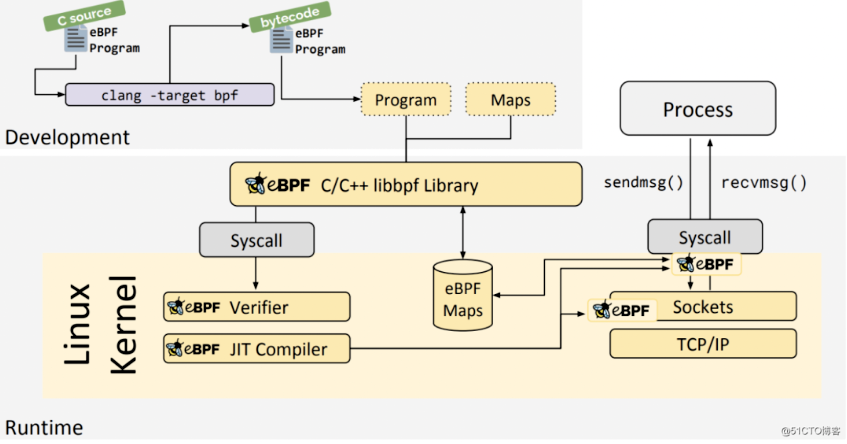 C source
eBPF
Program
bytecode
eBPF
Program
clang -target bpf
Program
Maps
Development
Process
sendmsg()
recvmsg()
eBPF C/C++ libbpf Library
Syscall
Syscall
eBPF
Linux
Kernel
eBPF
Maps
eBPF Verifier
eBPF Sockets
eBPF JIT Compiler
TCP/IP
Runtime
@51CTO博客